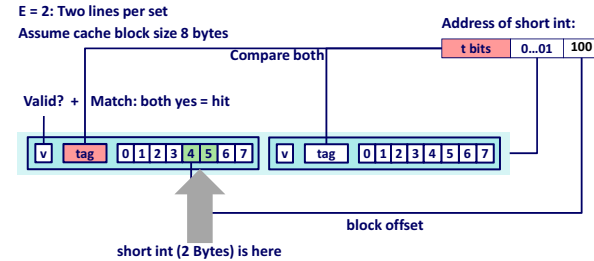 E = 2: Two lines per set
Assume cache block size 8 bytes
Address of short int:
t bits 0…01 100
Compare both
Valid? + Match: both yes = hit
v tag 0 1 2 3 4 5 6 7 v tag 0 1 2 3 4 5 6 7
block offset
short int (2 Bytes) is here